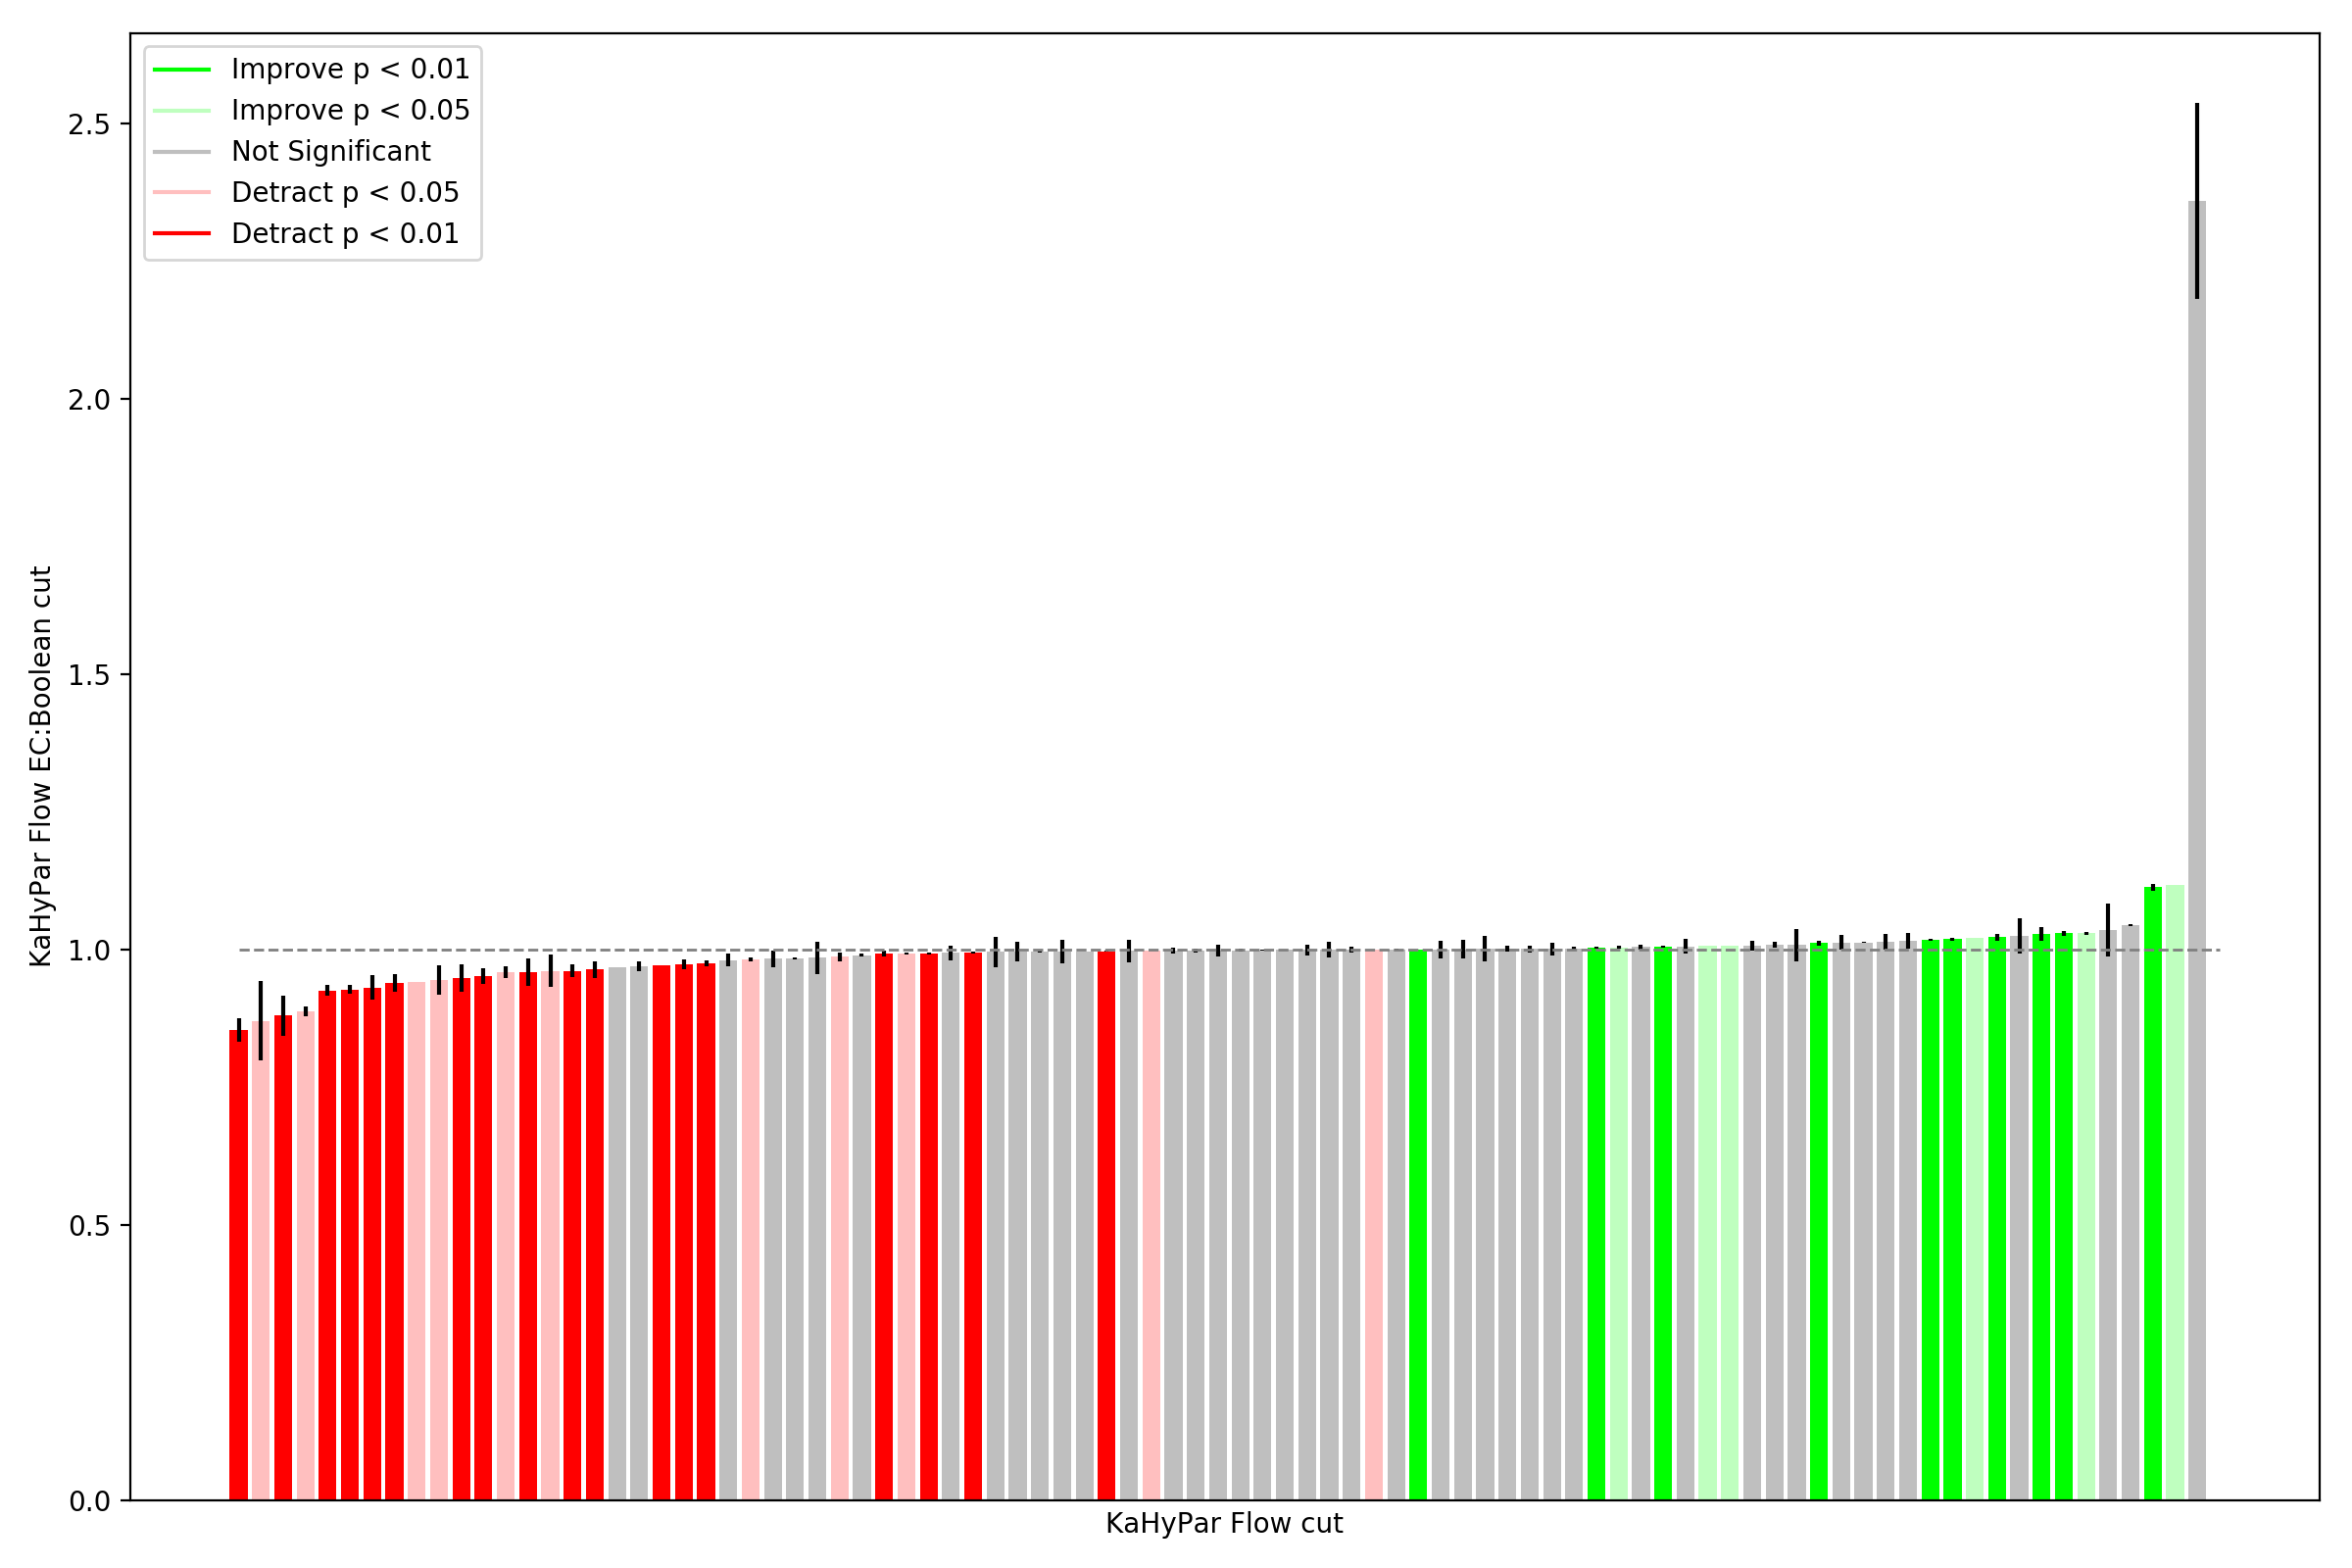 Improve p < 0.01
Improve p < 0.05
Not Significant
Detract p < 0.05
Detract p < 0.01
KaHyPar Flow EC:Boolean cut
2.5
2.0
1.5
1.0
0.5
0.0
KaHyPar Flow cut